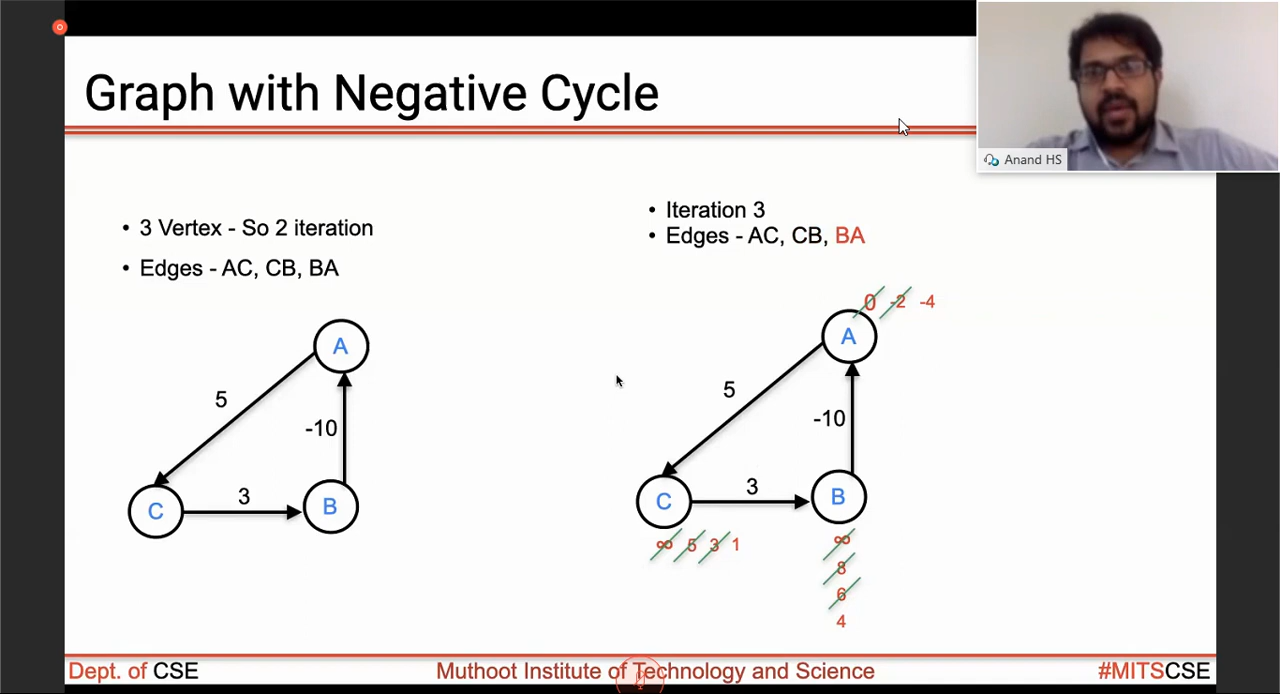 Graph with Negative Cycle
Anand HS
• 3 Vertex - So 2 iteration
• Edges - AC, CB, BA
A
5
-10
C
3
B
• Iteration 3
• Edges - AC, CB, BA
0 -2 -4
A
5
-10
C
3
B
∞ 5 3 1
∞
8
6
4
Dept. of CSE
Muthoot Institute of Technology and Science
#MITSCSE